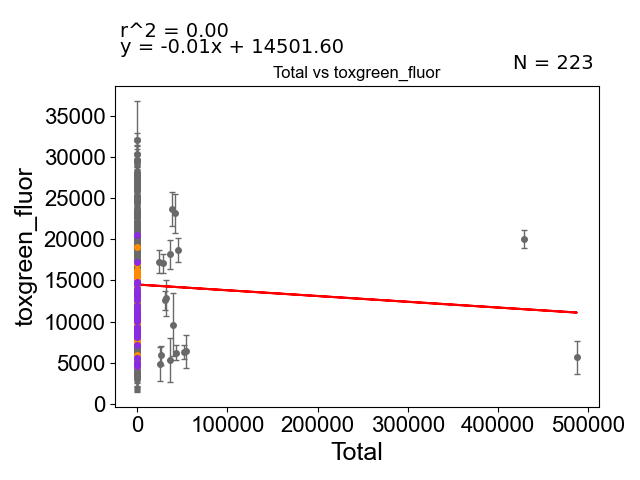 r^2 = 0.00
y = -0.01x + 14501.60
N = 223
Total vs toxgreen_fluor
35000
30000
25000
20000
15000
10000
5000
0
toxgreen_fluor
0 100000 200000 300000 400000 500000
Total